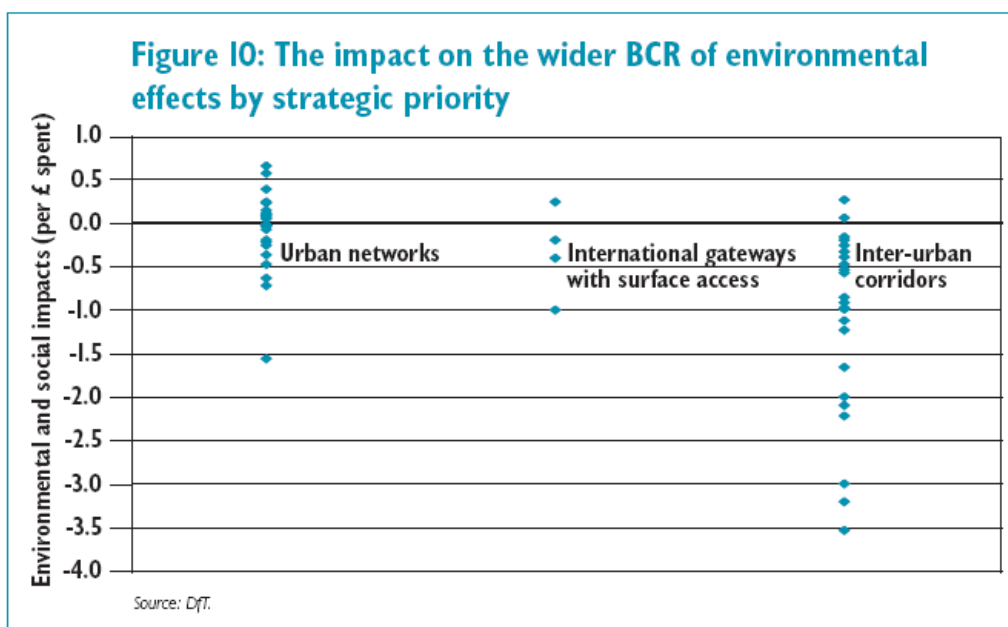 Figure 10: The impact on the wider BCR of environmental
effects by strategic priority
Environmental and social impacts (per £ spent)
1.0
0.5
0.0
-0.5
-1.0
-1.5
-2.0
-2.5
-3.0
-3.5
-4.0
Urban networks
International gateways
with surface access
Inter-urban
corridors
Source: DfT.